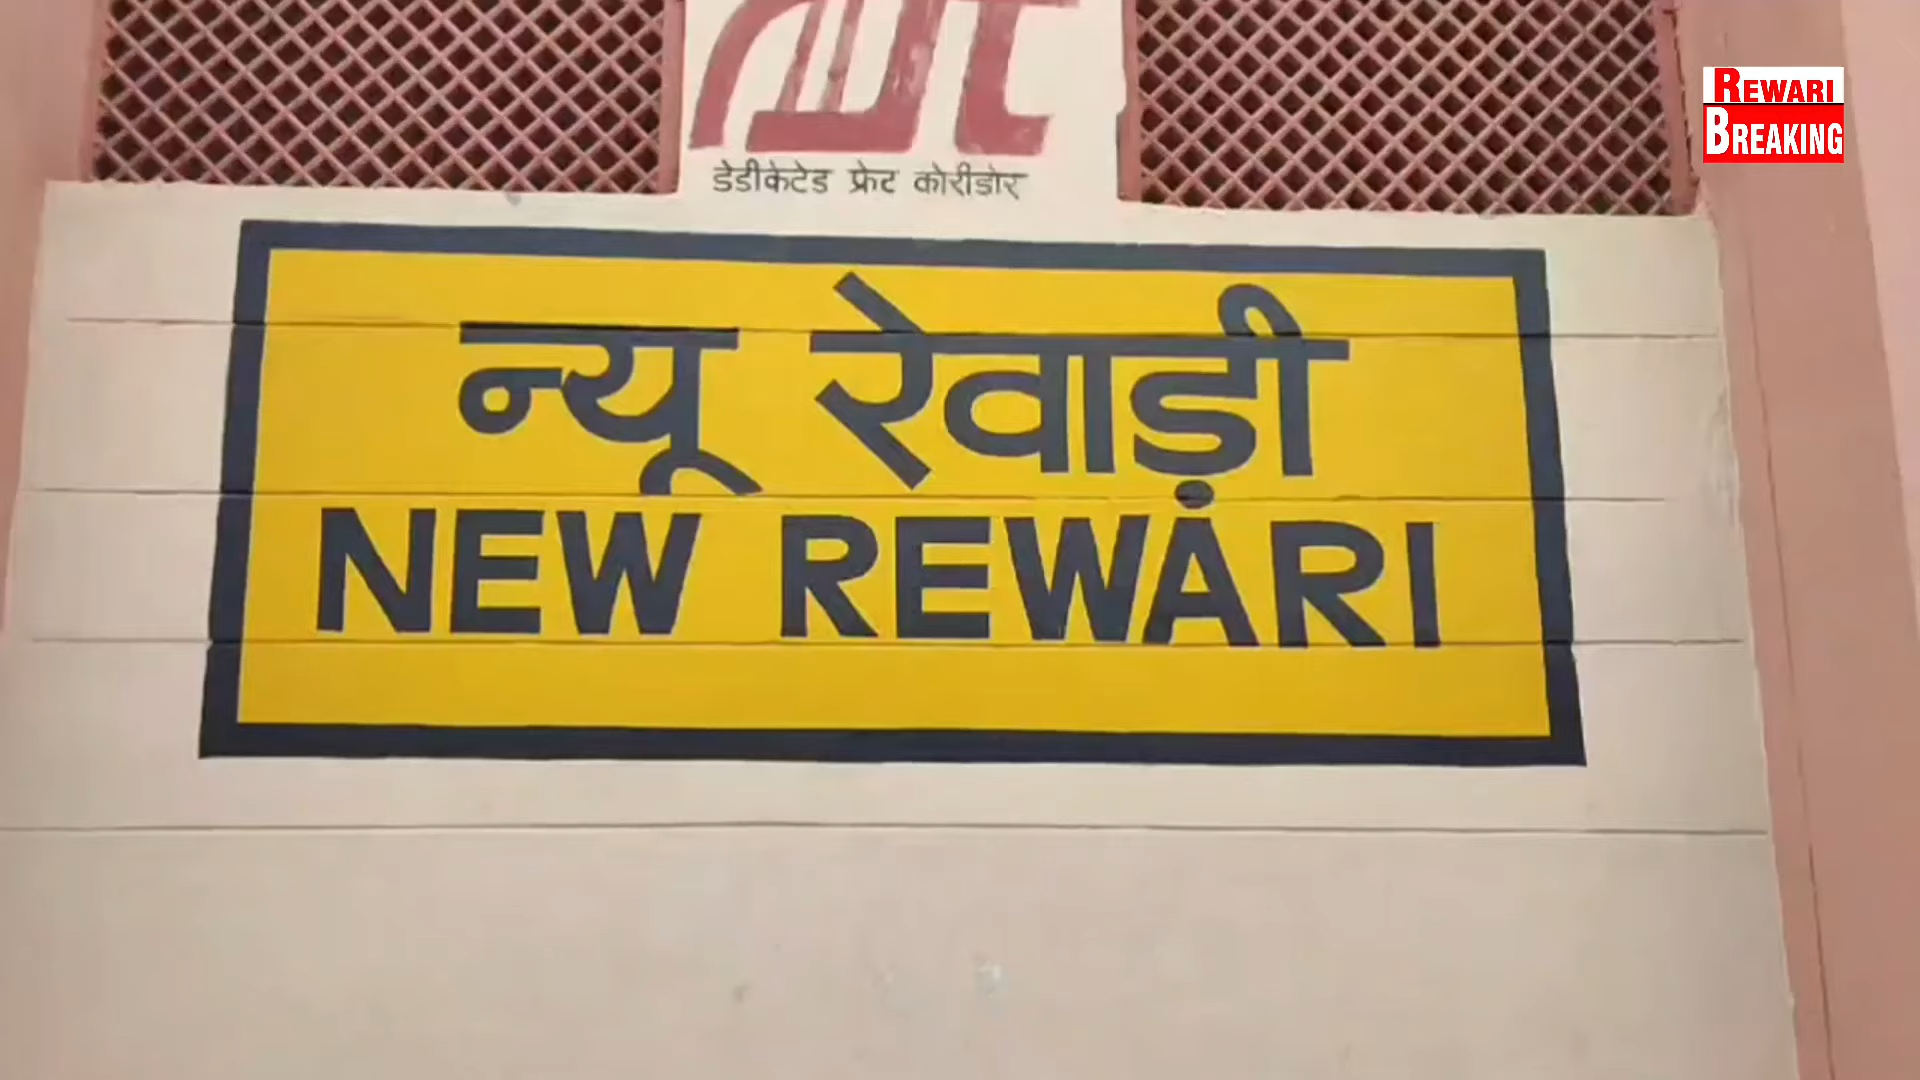 REWARI
BREAKING
डेडीकेटेड फ्रेट कोरीडोर
न्यू रेवाड़ी
NEW REWARI